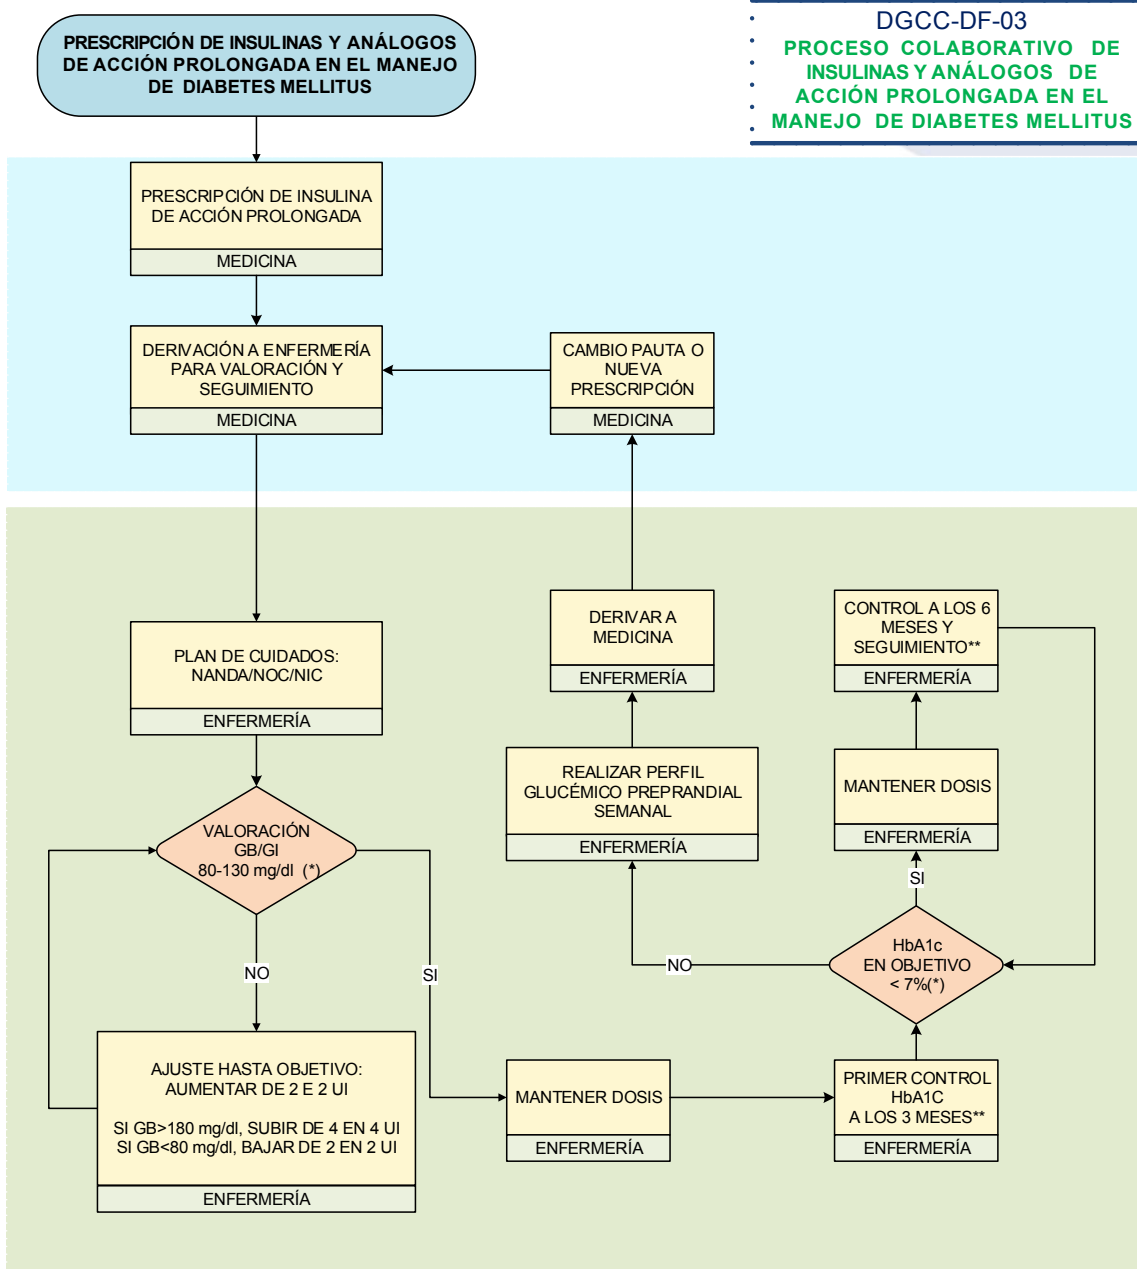 PRESCRIPCIÓN DE INSULINAS Y ANÁLOGOS
DE ACCIÓN PROLONGADA EN EL MANEJO
DE DIABETES MELLITUS
DGCC-DF-03
PROCESO COLABORATIVO DE
INSULINAS Y ANÁLOGOS DE
ACCIÓN PROLONGADA EN EL
MANEJO DE DIABETES MELLITUS
PRESCRIPCIÓN DE INSULINA
DE ACCIÓN PROLONGADA
MEDICINA
DERIVACIÓN A ENFERMERÍA
PARA VALORACIÓN Y
SEGUIMIENTO
MEDICINA
CAMBIO PAUTA O
NUEVA
PRESCRIPCIÓN
MEDICINA
PLAN DE CUIDADOS:
NANDA/NOC/NIC
ENFERMERÍA
DERIVAR A
MEDICINA
ENFERMERÍA
CONTROL A LOS 6
MESES Y
SEGUIMIENTO**
ENFERMERÍA
REALIZAR PERFIL
GLUCÉMICO PREPRANDIAL
SEMANAL
ENFERMERÍA
MANTENER DOSIS
ENFERMERÍA
VALORACIÓN
GB/GI
80-130 mg/dl (*)
SI
HbA1c
EN OBJETIVO
< 7%(*)
NO
NO
SI
AJUSTE HASTA OBJETIVO:
AUMENTAR DE 2 E 2 UI
SI GB>180 mg/dl, SUBIR DE 4 EN 4 UI
SI GB<80 mg/dl, BAJAR DE 2 EN 2 UI
ENFERMERÍA
MANTENER DOSIS
ENFERMERÍA
PRIMER CONTROL
HbA1C
A LOS 3 MESES**
ENFERMERÍA